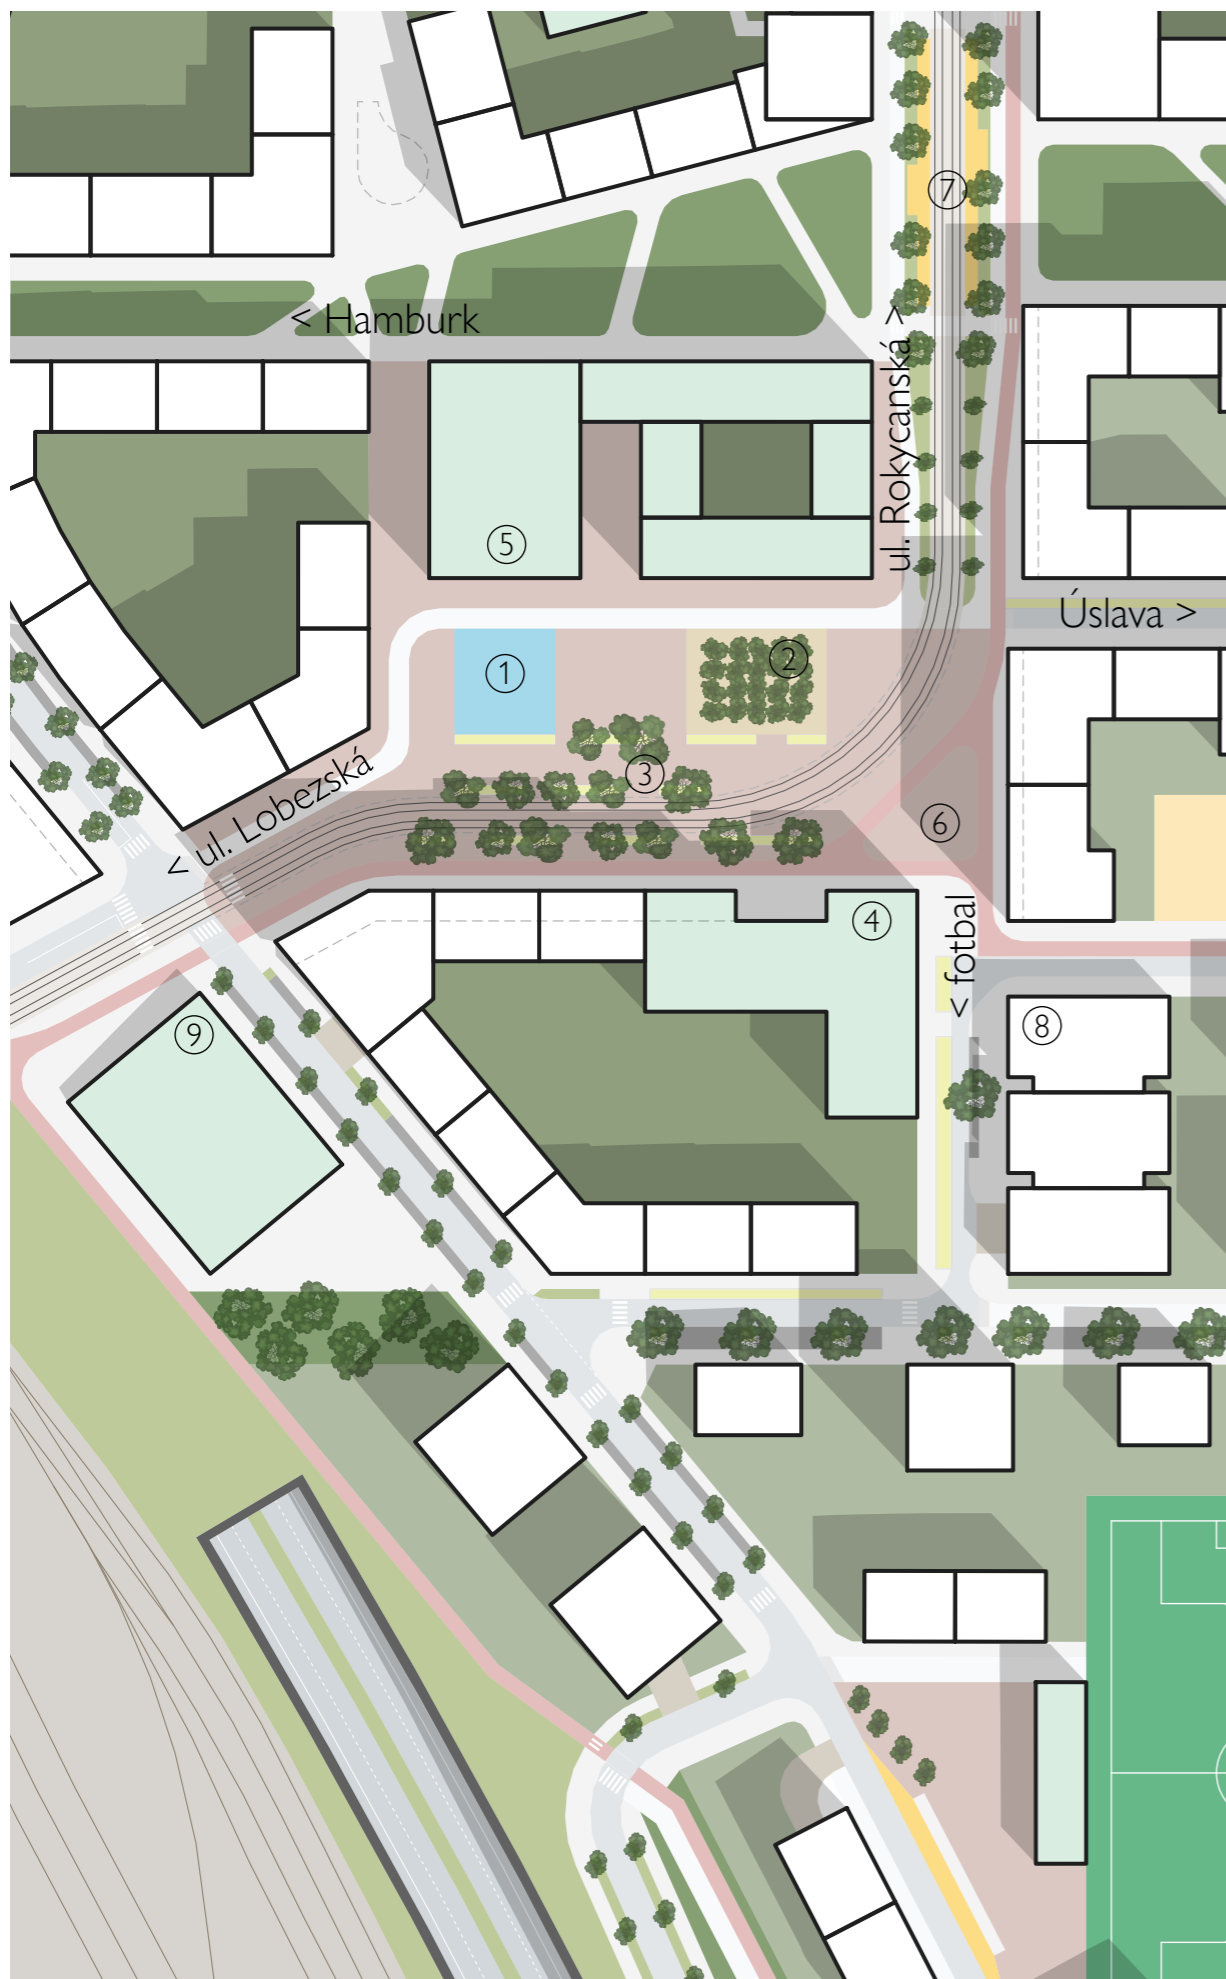 ⑦
< Hamburk
ul. Rokycanská >
⑤
Úslava >
①
②
③
< ul. Lobezská
⑥
④
< fotbal
⑧
⑨